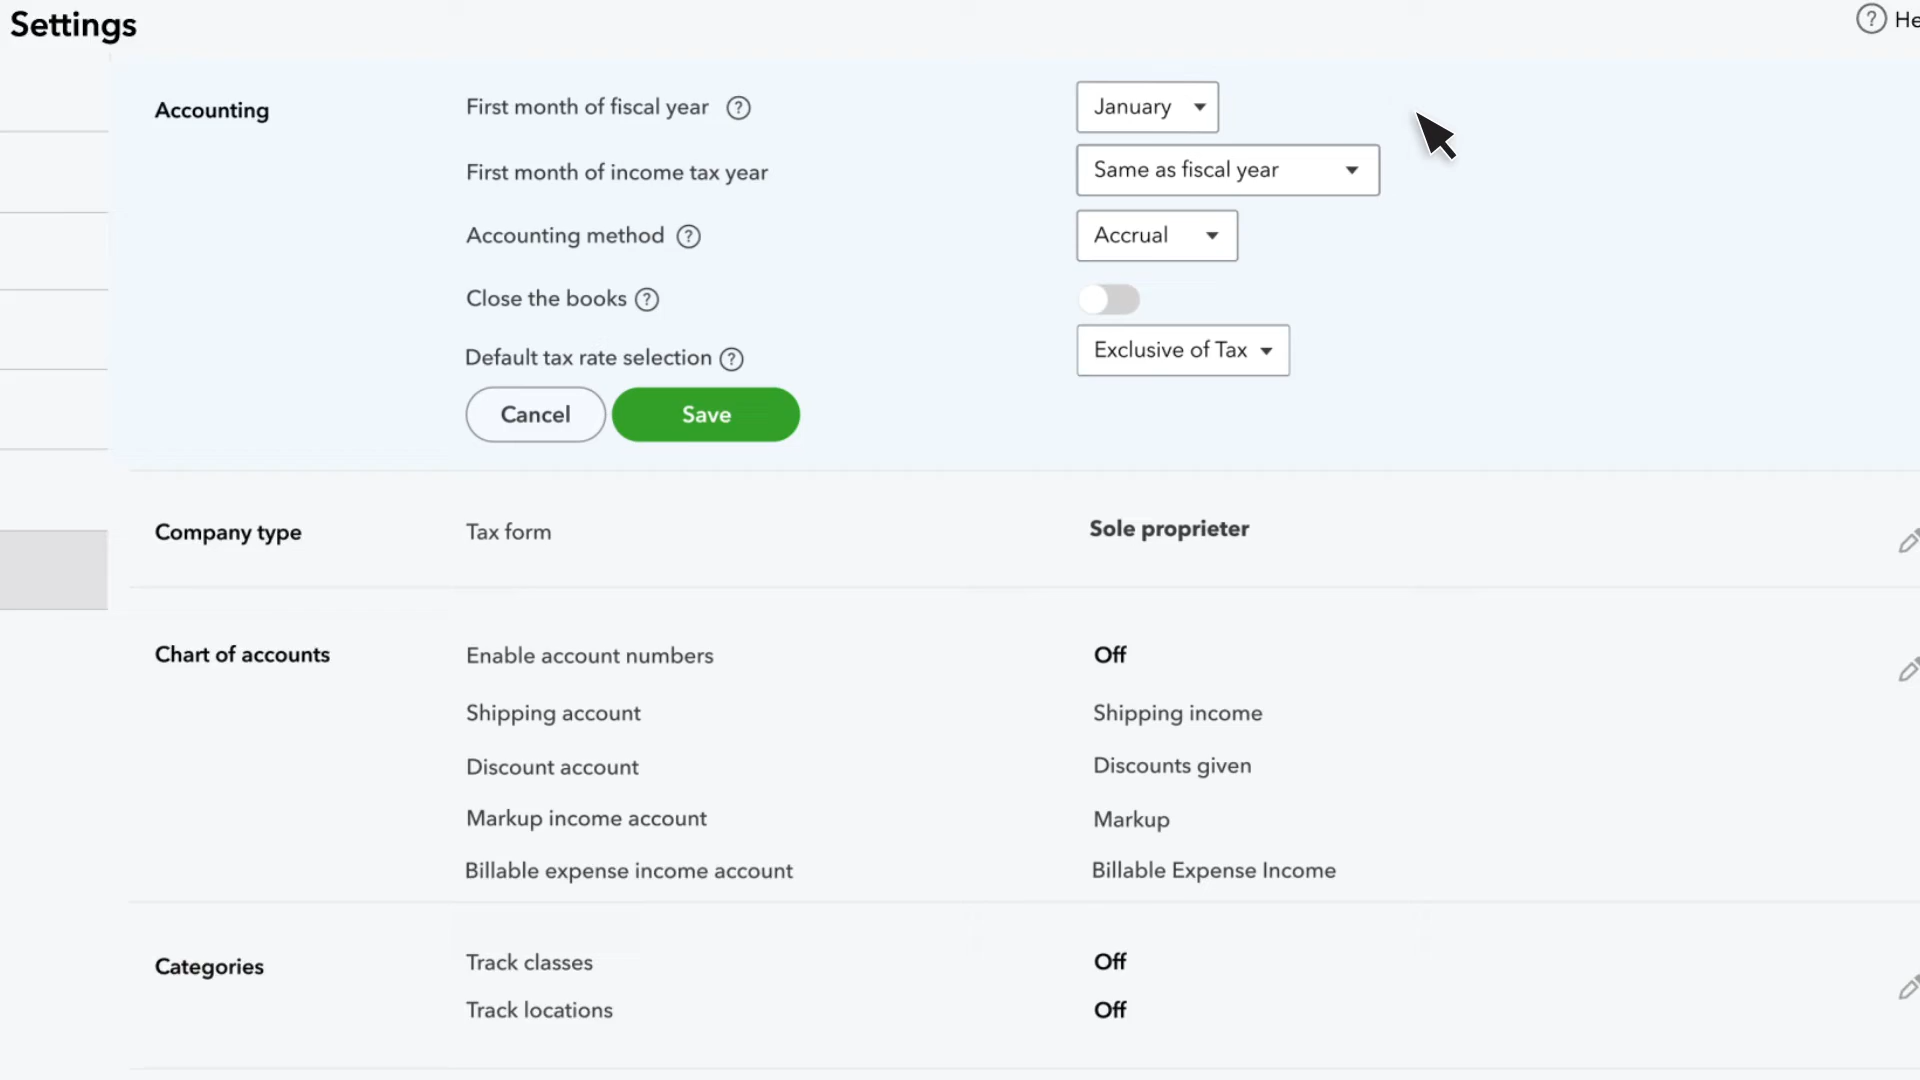 Settings
? He
Accounting
First month of fiscal year ? January
First month of income tax year Same as fiscal year
Accounting method ? Accrual
Close the books ?
Default tax rate selection ? Exclusive of Tax
Cancel Save
Company type Tax form Sole proprieter
Chart of accounts Enable account numbers Off
Shipping account Shipping income
Discount account Discounts given
Markup income account Markup
Billable expense income account Billable Expense Income
Categories Track classes Off
Track locations Off